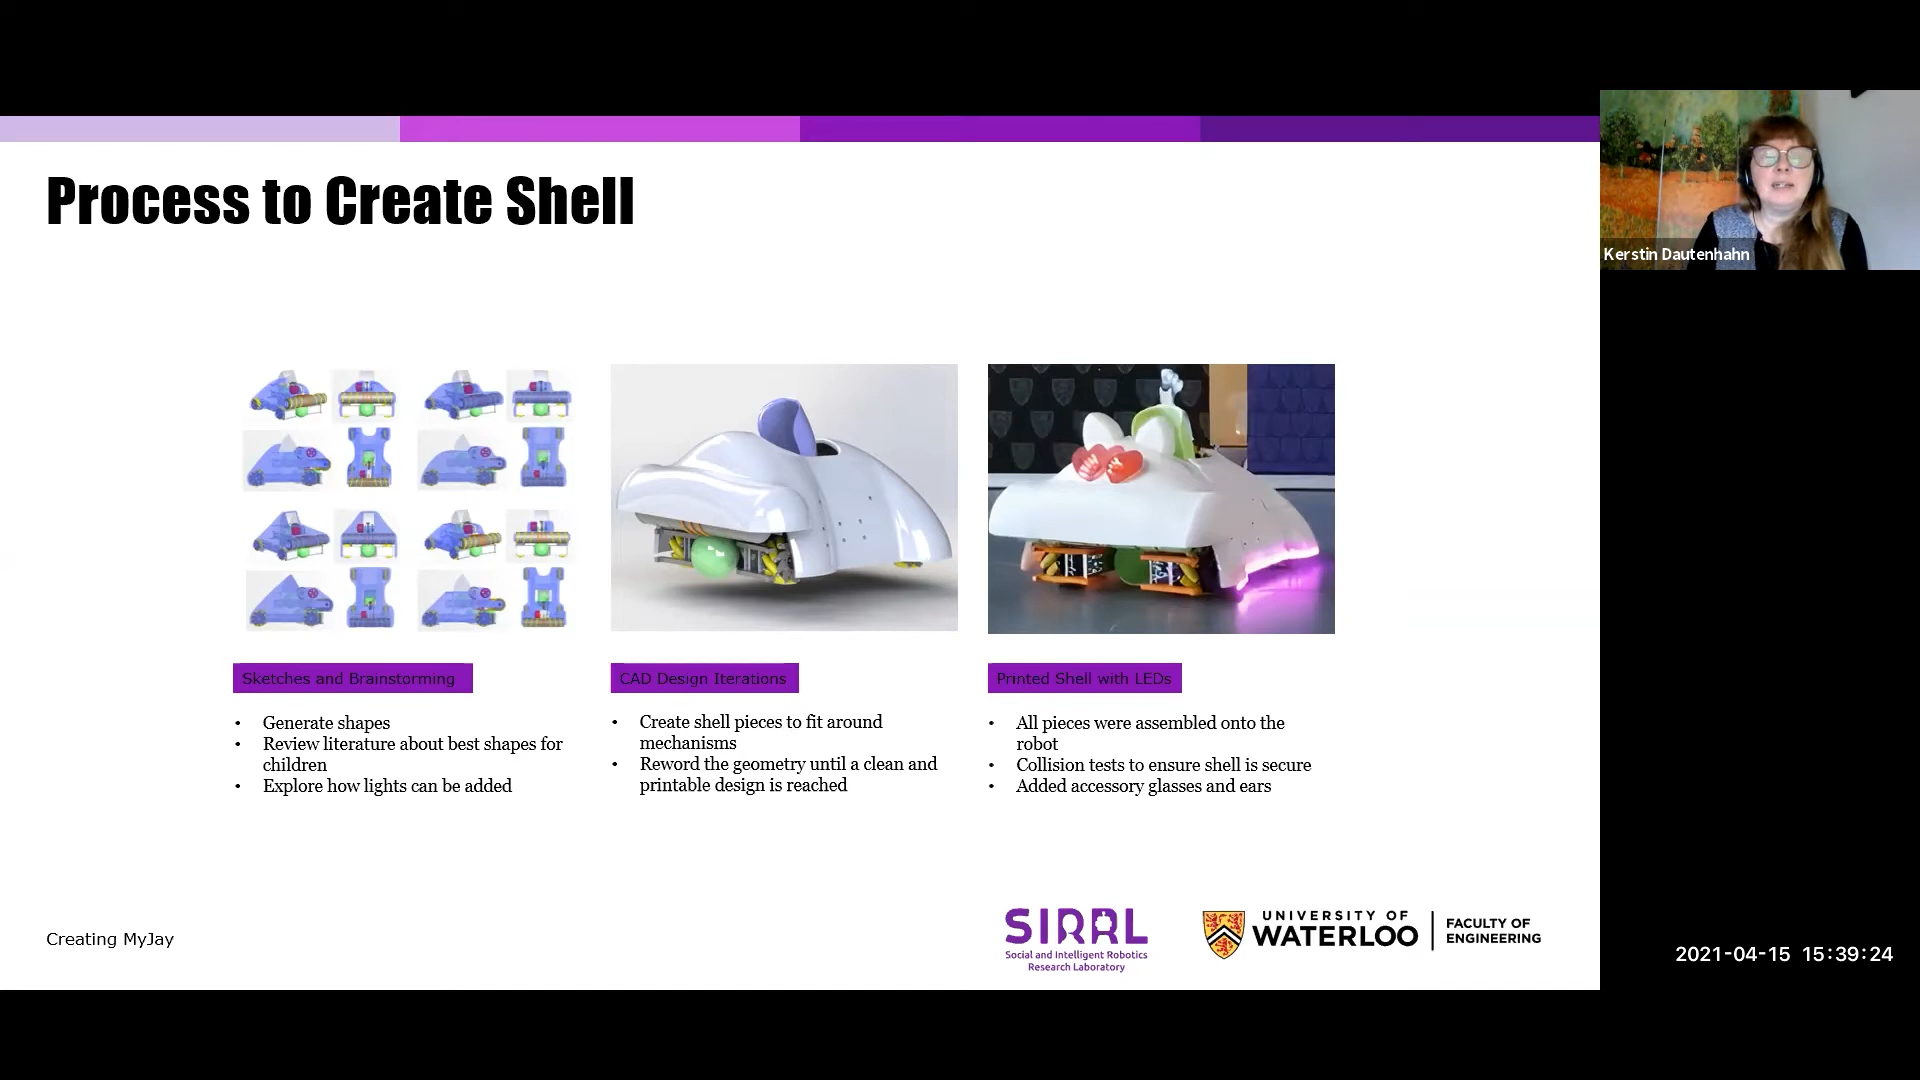 Process to Create Shell
Kerstin Dautenhahn
Sketches and Brainstorming
• Generate shapes
• Review literature about best shapes for
children
• Explore how lights can be added
CAD Design Iterations
• Create shell pieces to fit around
mechanisms
• Reword the geometry until a clean and
printable design is reached
Printed Shell with LEDs
• All pieces were assembled onto the
robot
• Collision tests to ensure shell is secure
• Added accessory glasses and ears
Creating MyJay
SIRRL
Social and Intelligent Robotics
Research Laboratory
UNIVERSITY OF
WATERLOO
FACULTY OF
ENGINEERING
2021-04-15 15:39:24